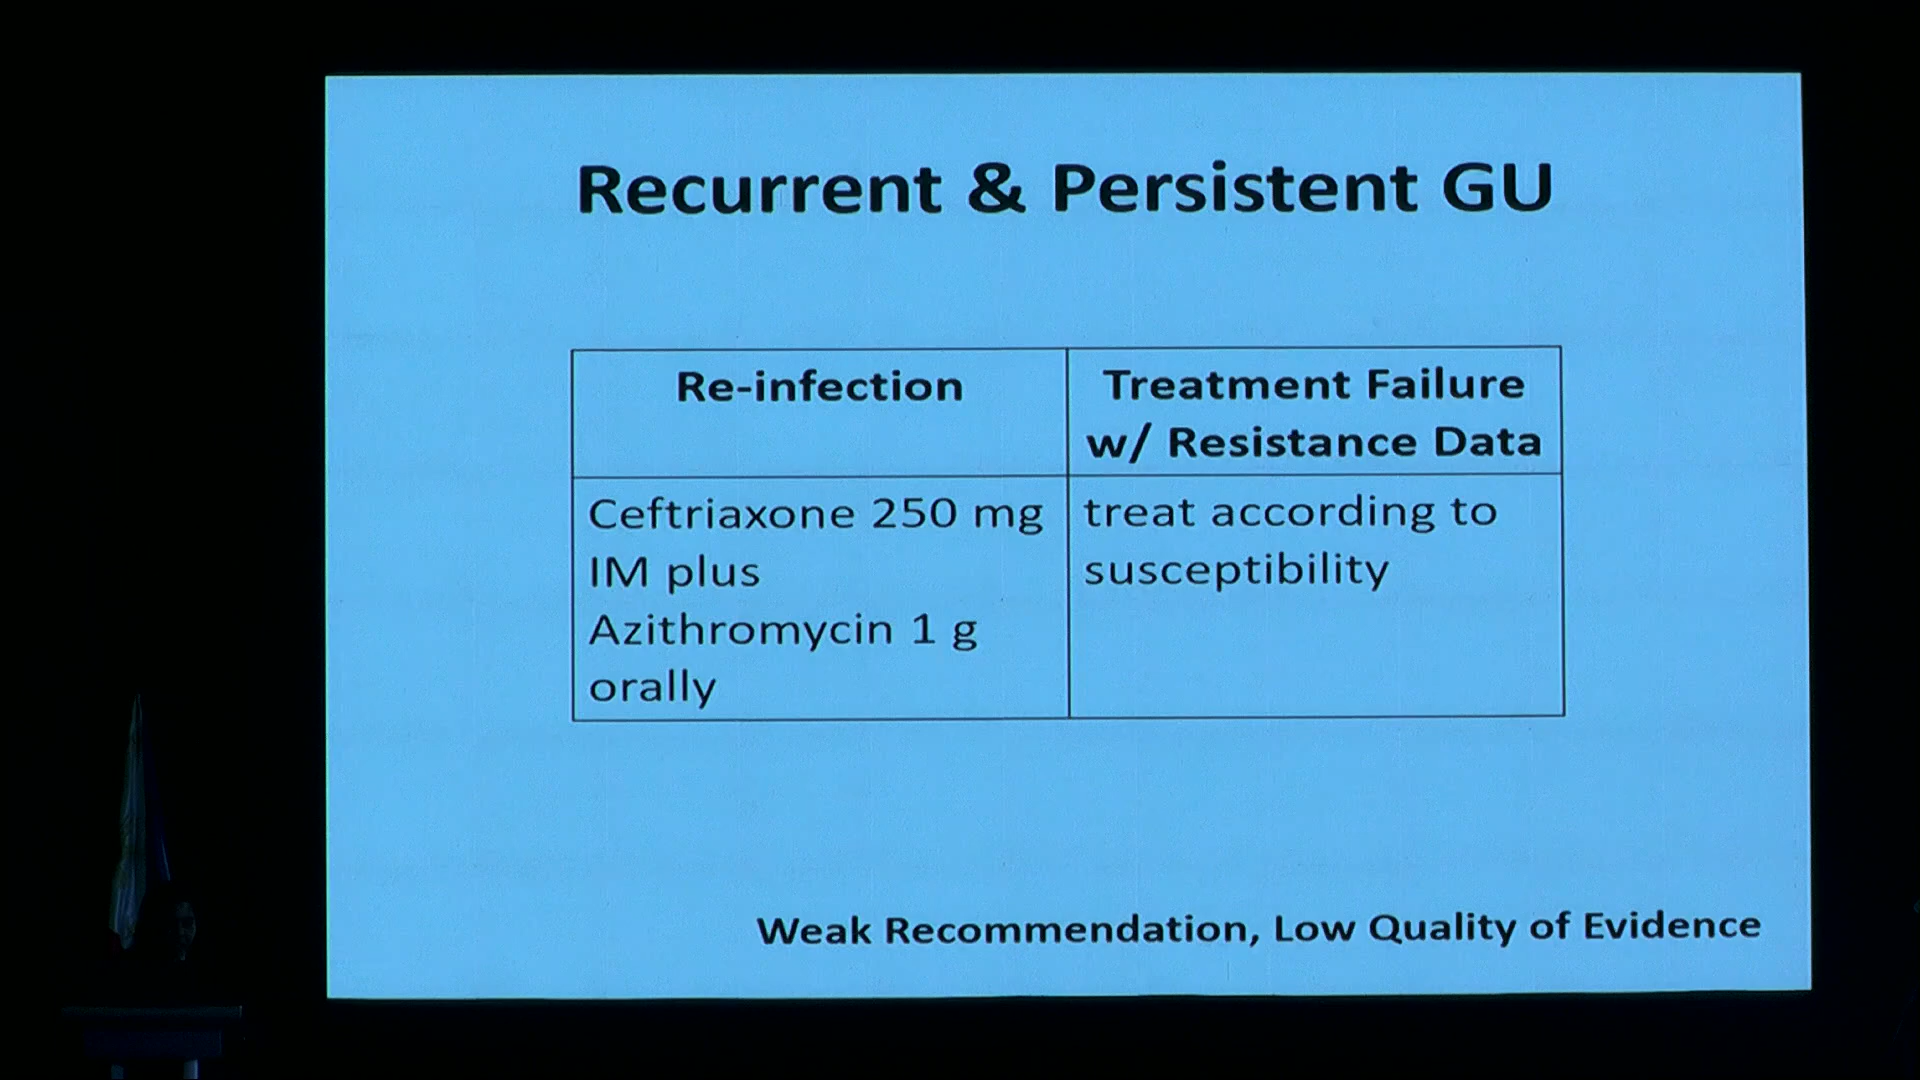 Recurrent & Persistent GU
Re-infection
Treatment Failure
w/ Resistance Data
Ceftriaxone 250 mg
IM plus
Azithromycin 1 g
orally
treat according to
susceptibility
Weak Recommendation, Low Quality of Evidence